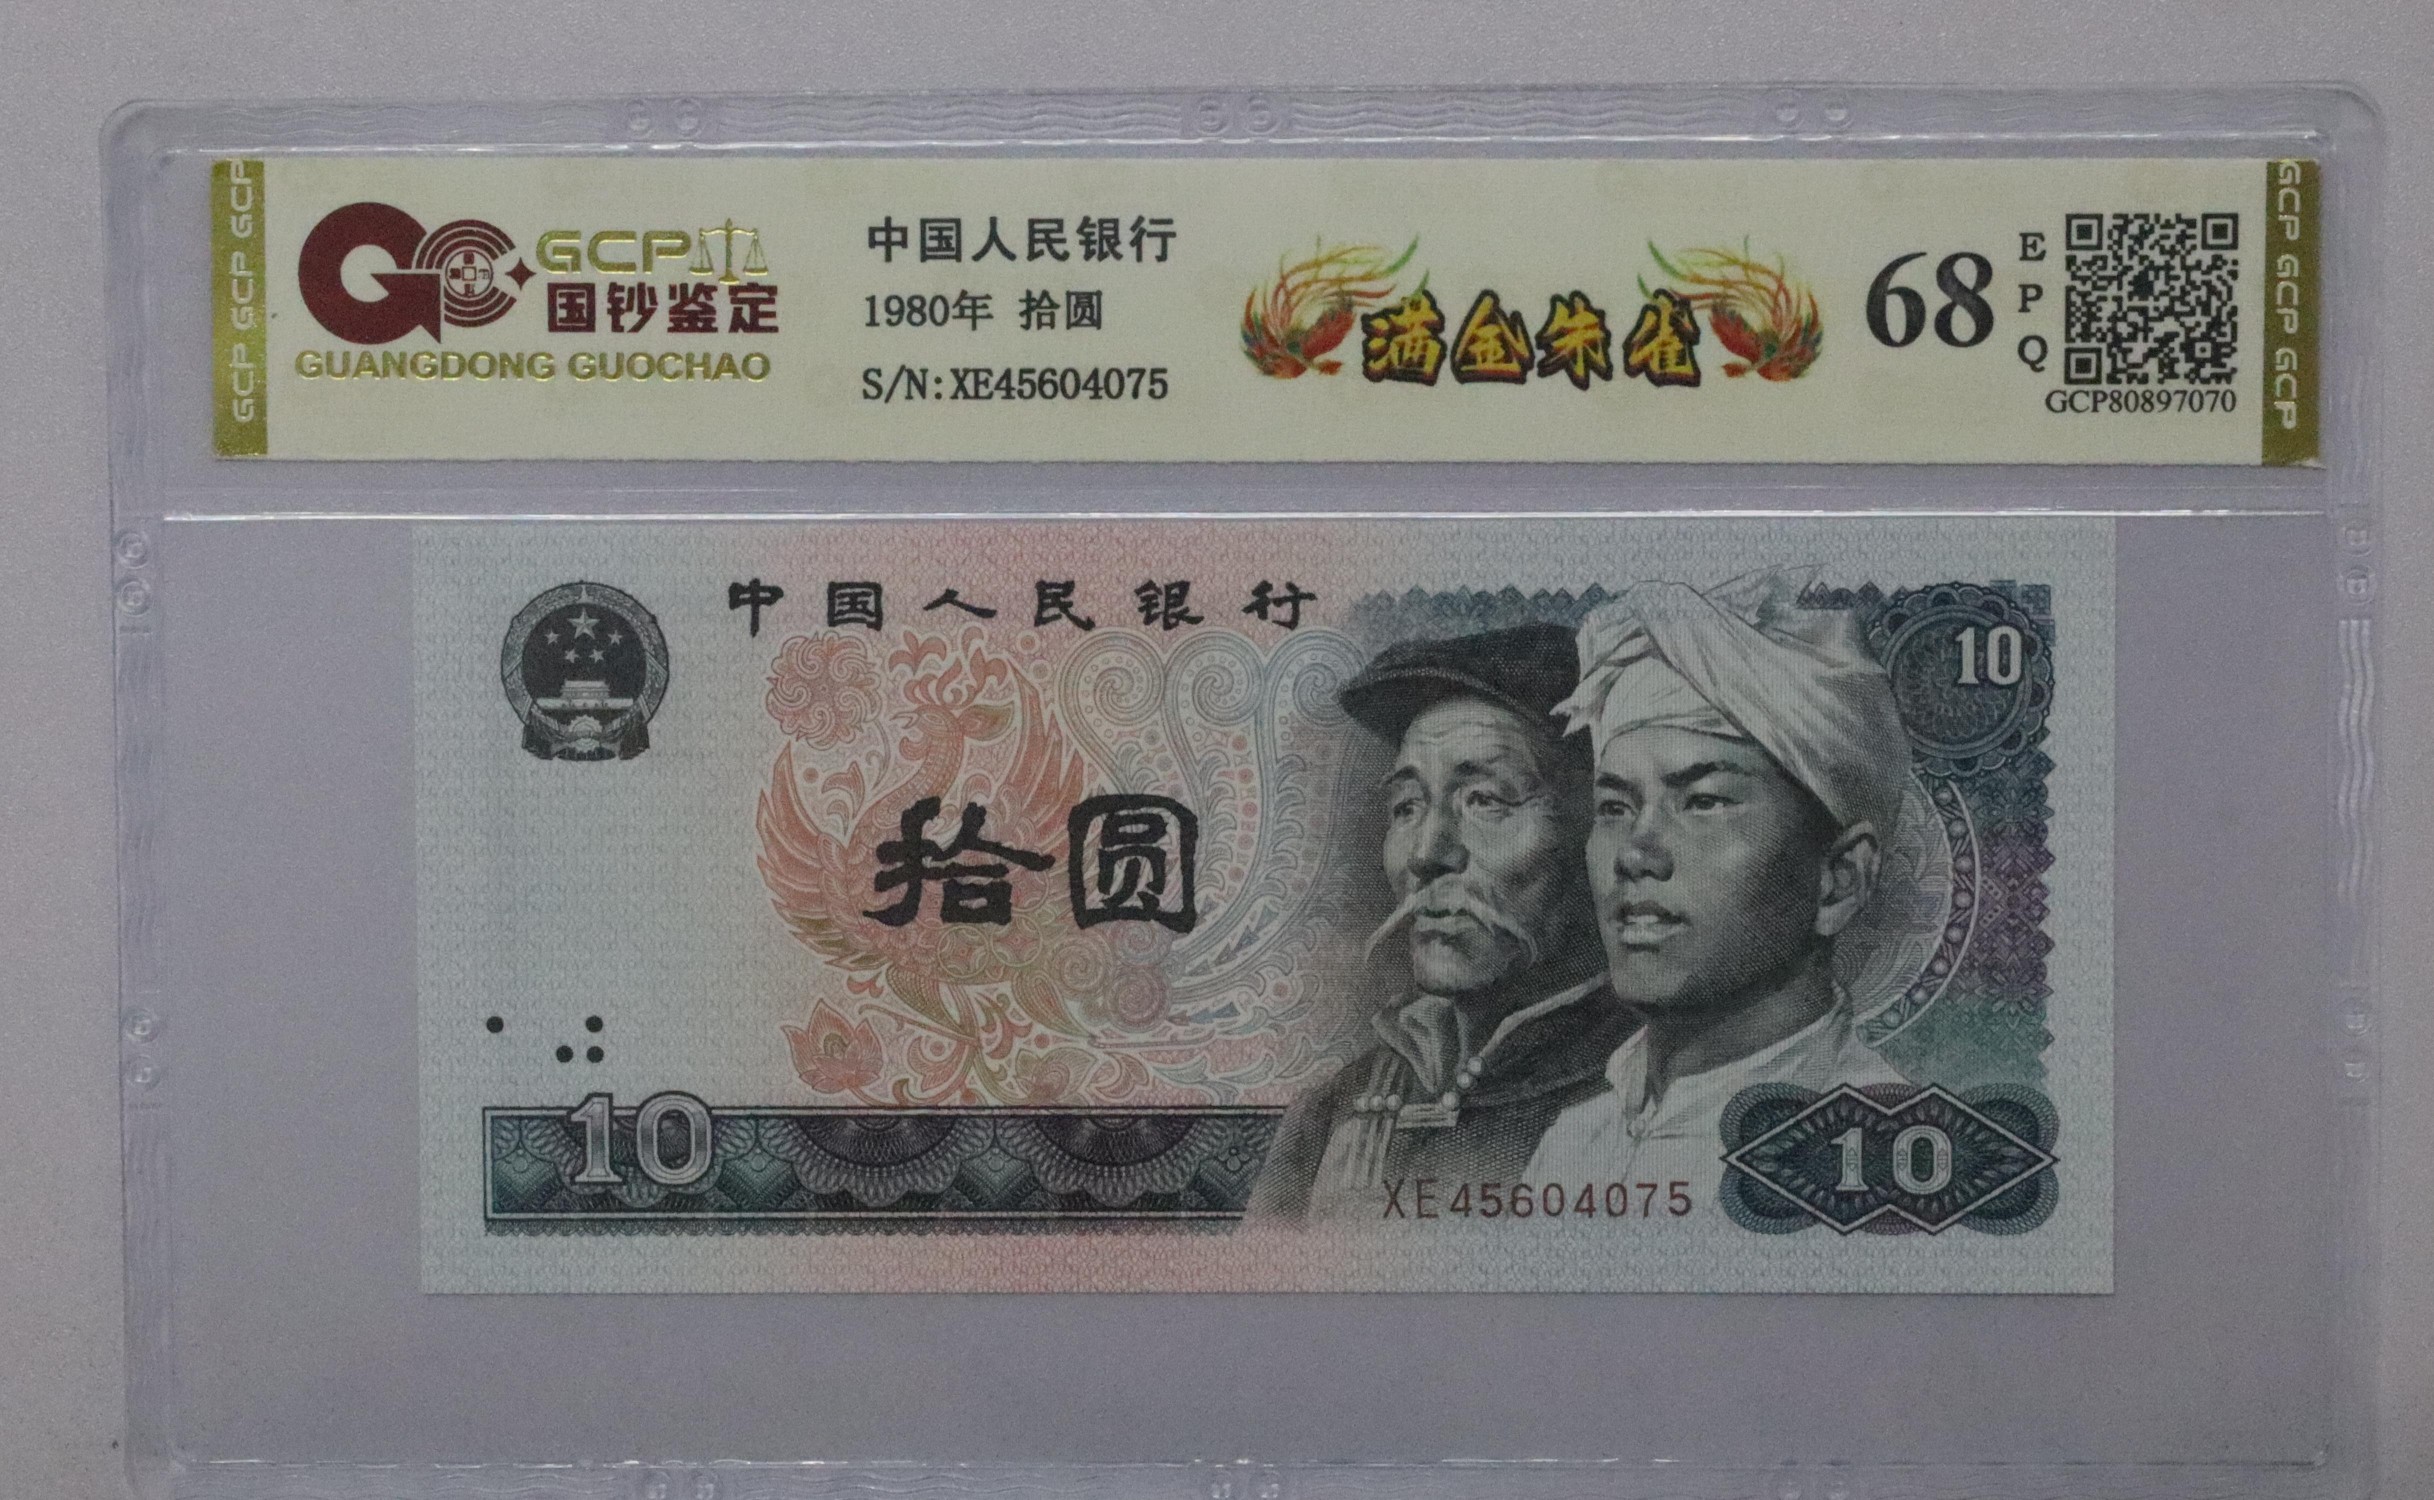 GCP GCP GCP
GCP
国钞鉴定
GUANGDONG GUOCHAO
中国人民银行
1980年 拾圆
S/N:XE45604075
满金朱雀
68
E
P
Q
GCP80897070
GCP GCP GCP
中国人民银行
10
拾圆
10
XE45604075
10